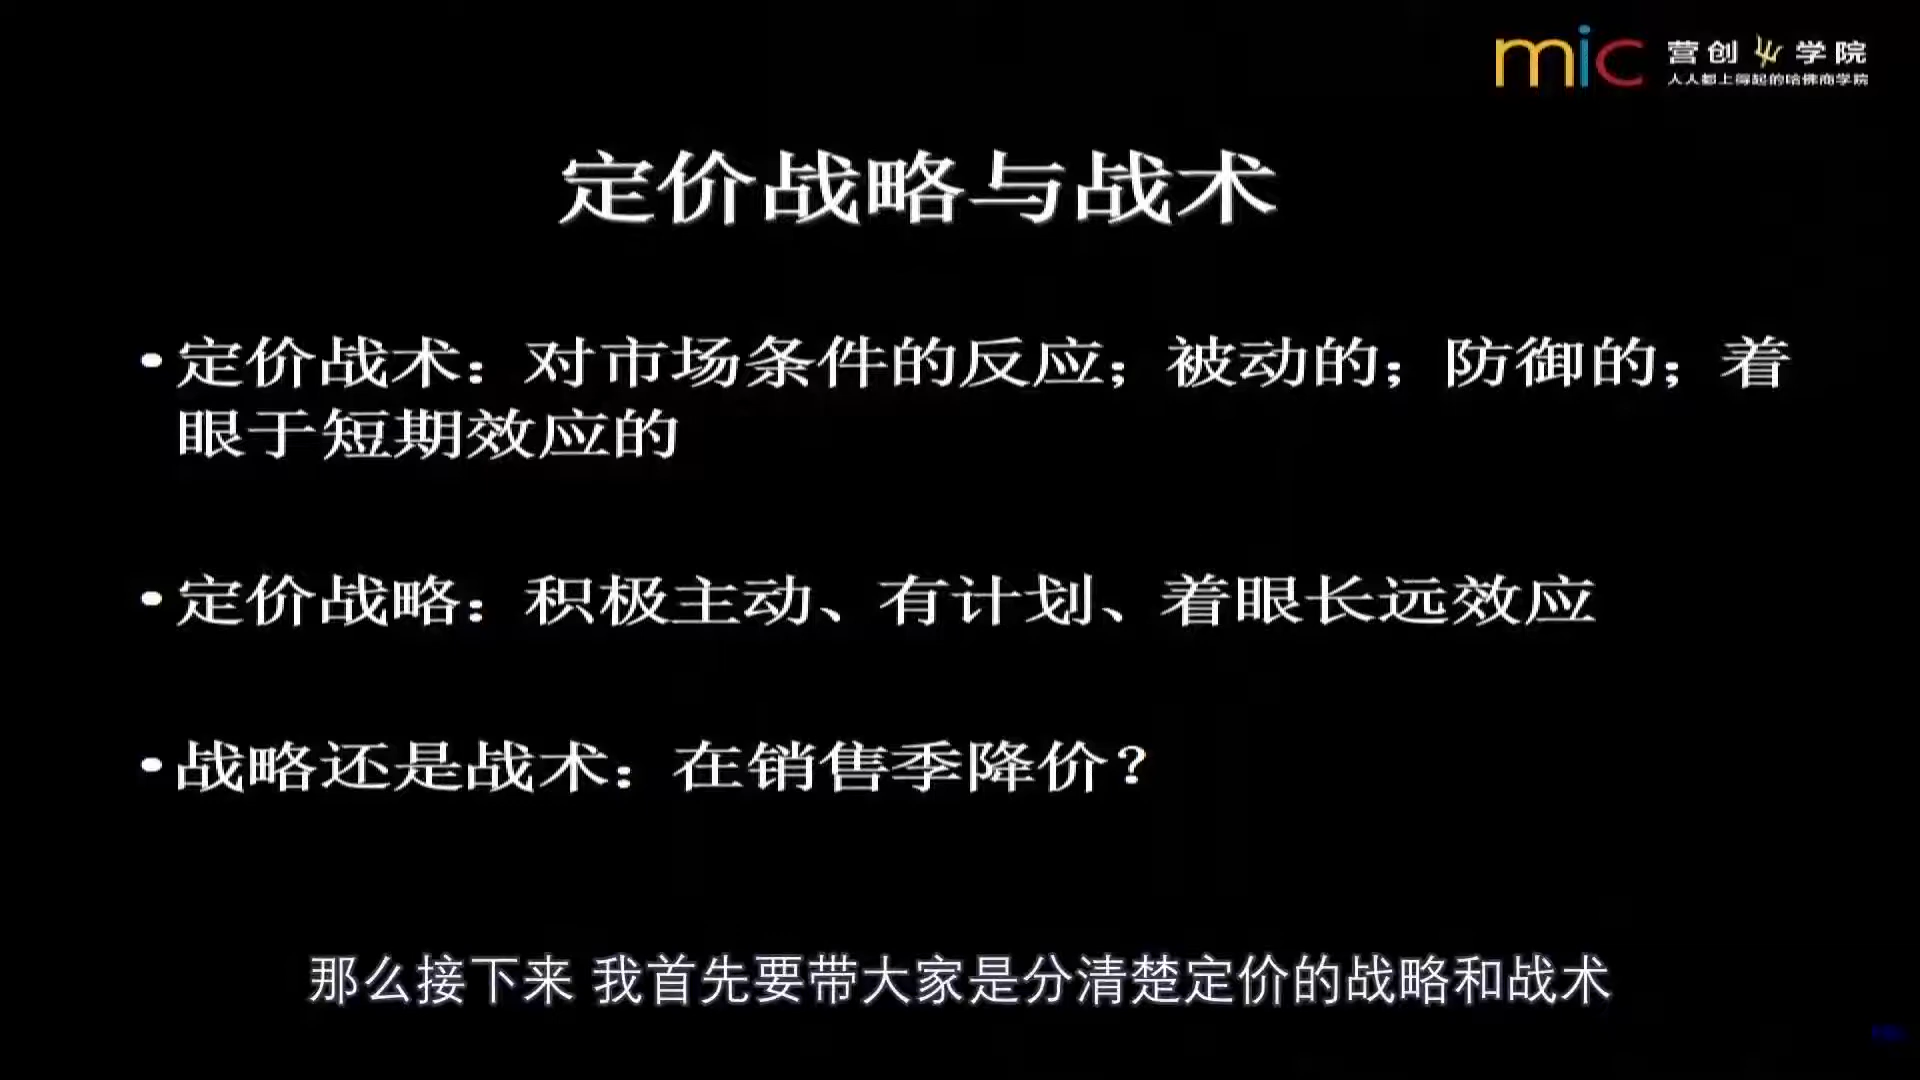 mic 营创学院
人人都上得起的哈佛商学院
定价战略与战术
•定价战术：对市场条件的反应；被动的；防御的；着
眼于短期效应的
•定价战略：积极主动、有计划、着眼长远效应
•战略还是战术：在销售季降价？
那么接下来 我首先要带大家是分清楚定价的战略和战术